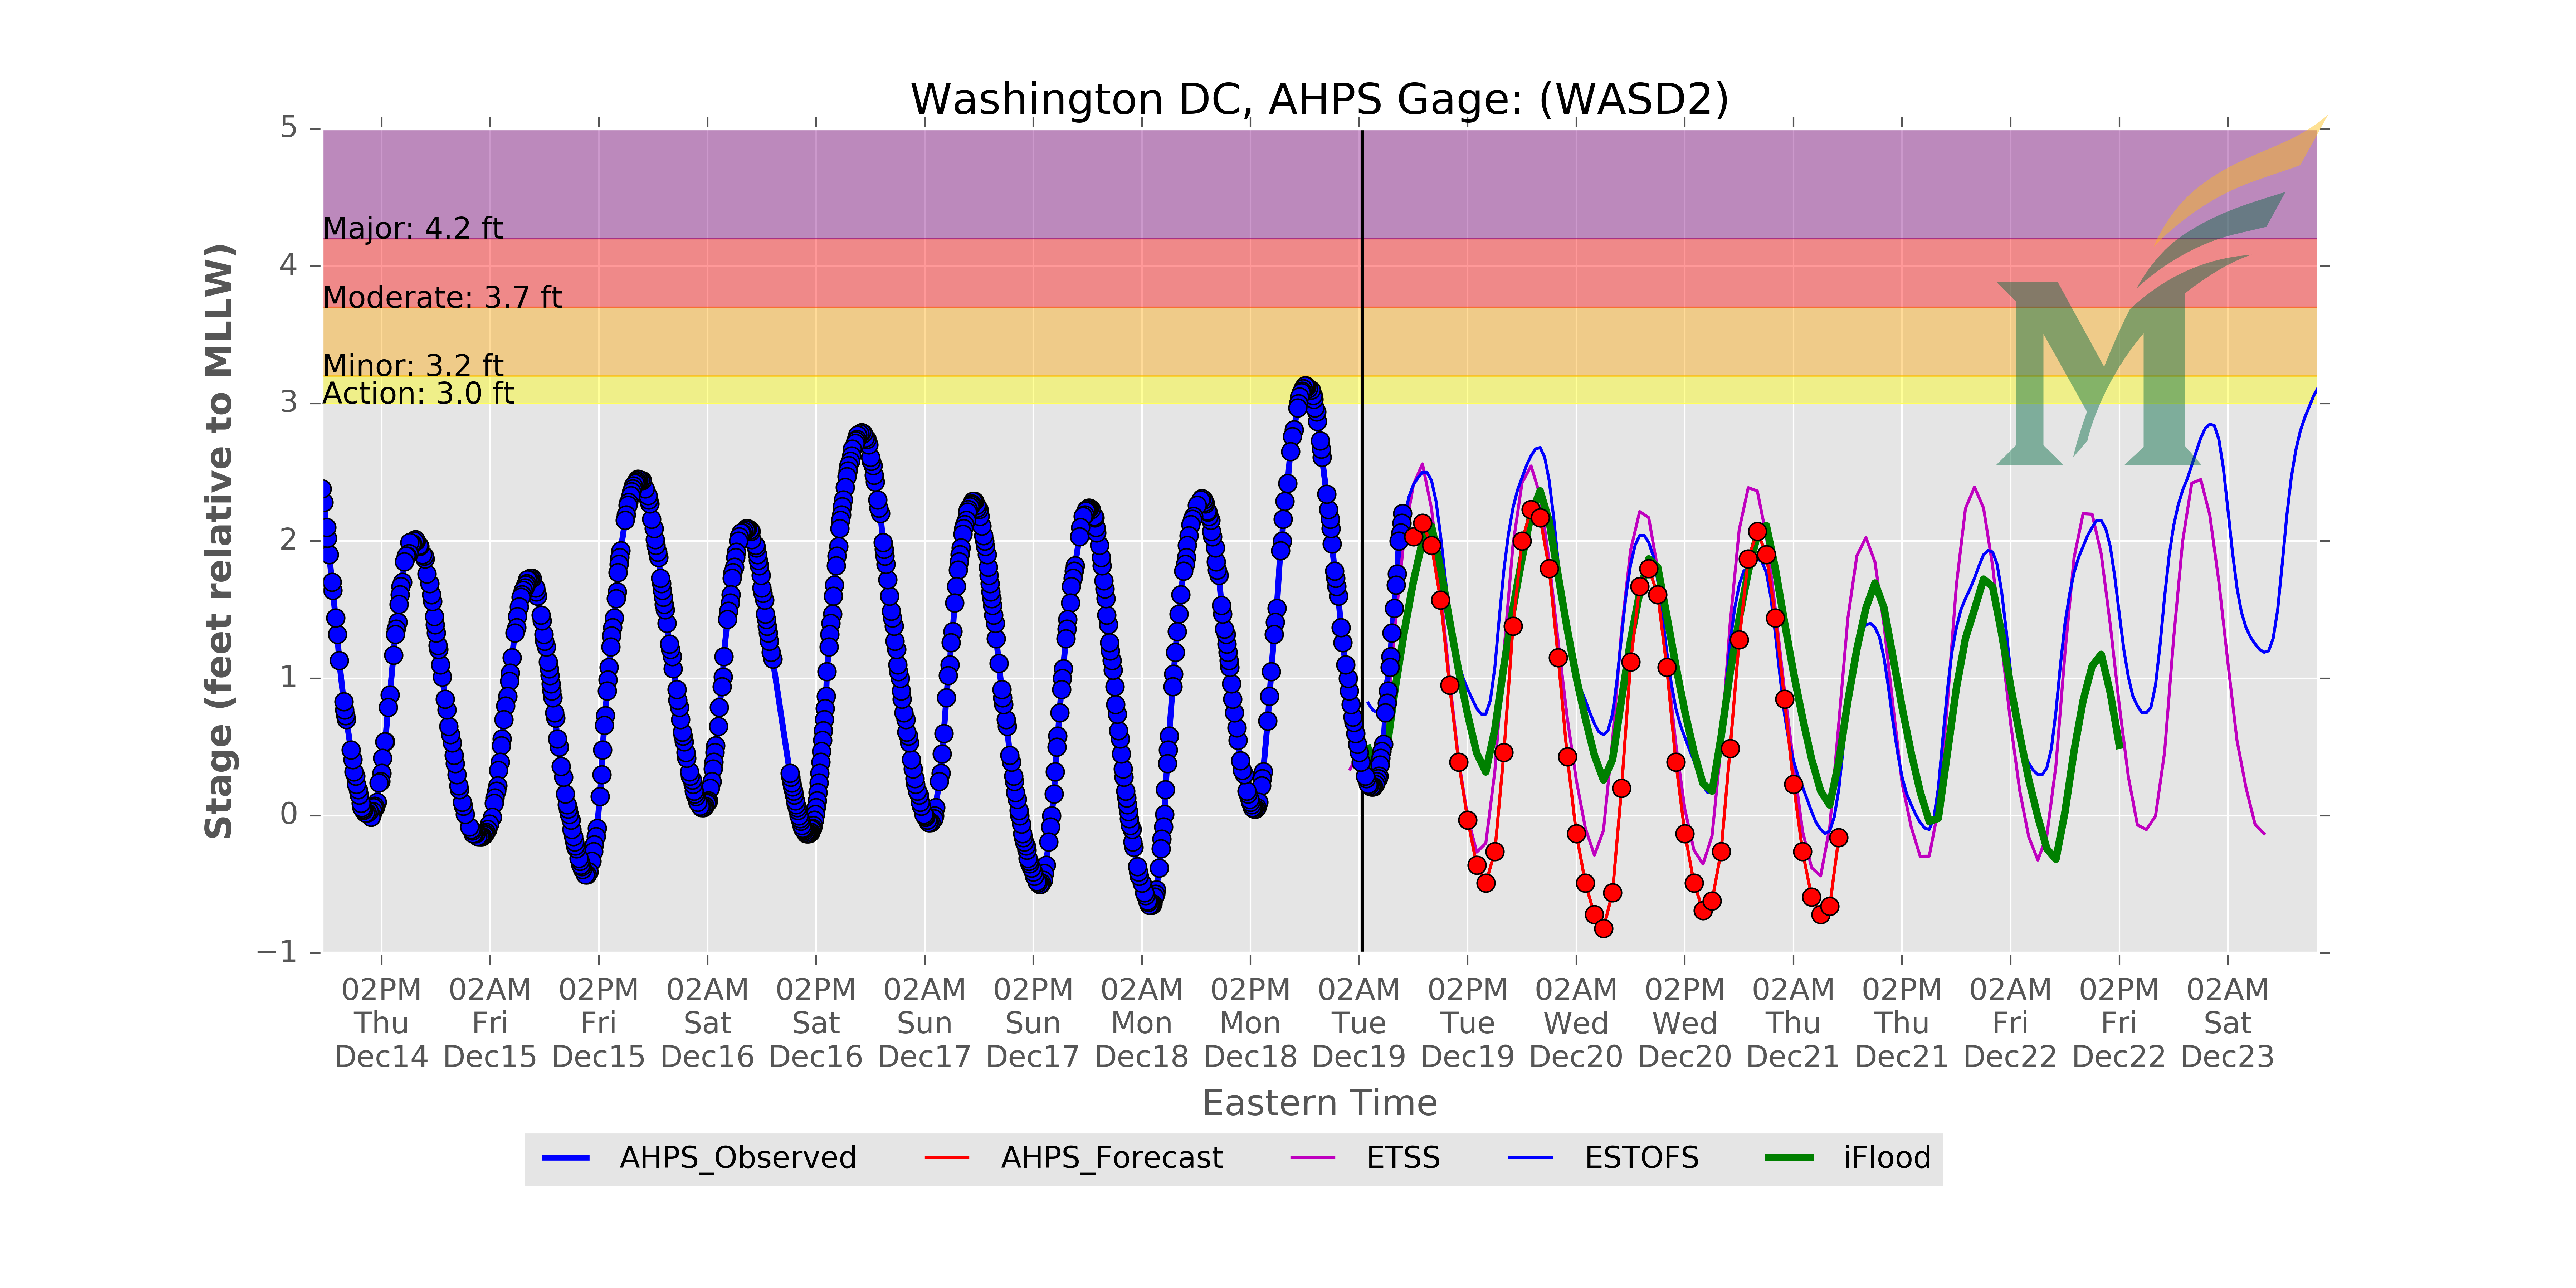 Washington DC, AHPS Gage: (WASD2)
5
4
3
2
1
0
−1
Stage (feet relative to MLLW)
Major: 4.2 ft
Moderate: 3.7 ft
Minor: 3.2 ft
Action: 3.0 ft
02PM 02AM 02PM 02AM 02PM 02AM 02PM 02AM 02PM 02AM 02PM 02AM 02PM 02AM 02PM 02AM 02PM 02AM
Thu Fri Fri Sat Sat Sun Sun Mon Mon Tue Tue Wed Wed Thu Thu Fri Fri Sat
Dec14 Dec15 Dec15 Dec16 Dec16 Dec17 Dec17 Dec18 Dec18 Dec19 Dec19 Dec20 Dec20 Dec21 Dec21 Dec22 Dec22 Dec23
Eastern Time
AHPS_Observed AHPS_Forecast ETSS ESTOFS iFlood
M